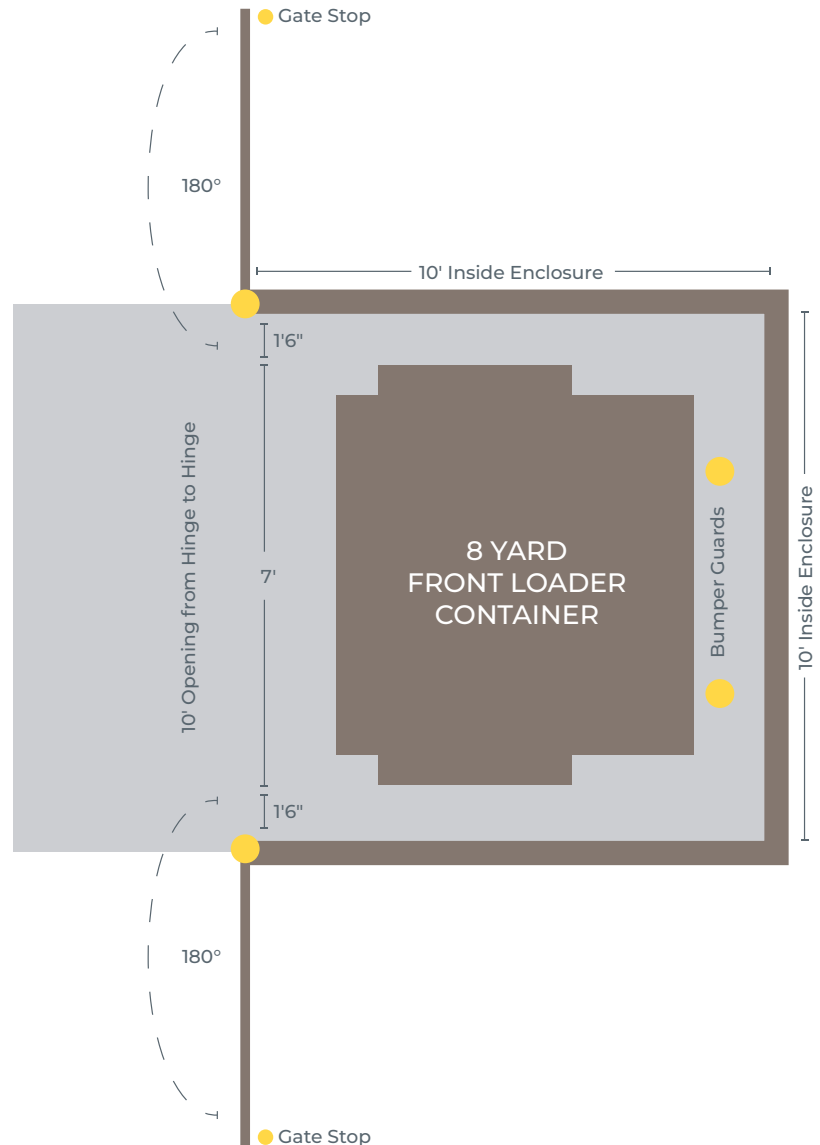 Gate Stop
180°
10' Inside Enclosure
1'6"
10' Opening from Hinge to Hinge
7'
8 YARD
FRONT LOADER
CONTAINER
Bumper Guards
10' Inside Enclosure
1'6"
180°
Gate Stop